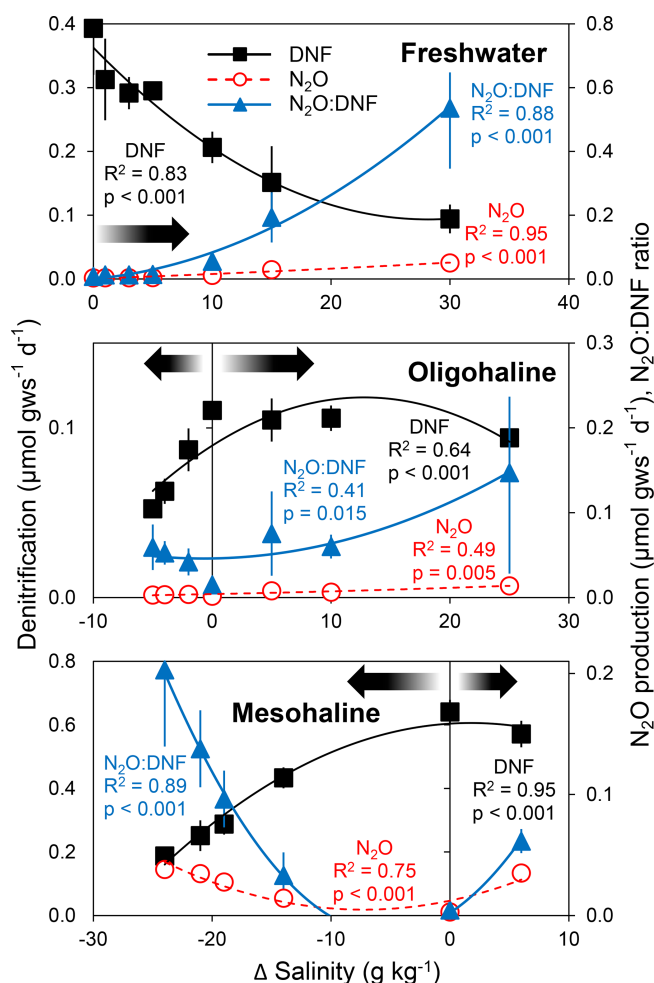 DNF
N₂O
N₂O:DNF
Freshwater
N₂O:DNF
R² = 0.88
p < 0.001
DNF
R² = 0.83
p < 0.001
N₂O
R² = 0.95
p < 0.001
0.4
0.3
0.2
0.1
0.0
0.8
0.6
0.4
0.2
0.0
0 10 20 30 40
Oligohaline
DNF
R² = 0.64
p < 0.001
N₂O:DNF
R² = 0.41
p = 0.015
N₂O
R² = 0.49
p = 0.005
0.1
0.0
0.3
0.2
0.1
0.0
-10 0 10 20 30
Mesohaline
N₂O:DNF
R² = 0.89
p < 0.001
DNF
R² = 0.95
p < 0.001
N₂O
R² = 0.75
p < 0.001
0.8
0.6
0.4
0.2
0.0
0.2
0.1
0.0
-30 -20 -10 0 10
Δ Salinity (g kg⁻¹)
Denitrification (μmol gws⁻¹ d⁻¹)
N₂O production (μmol gws⁻¹ d⁻¹), N₂O:DNF ratio